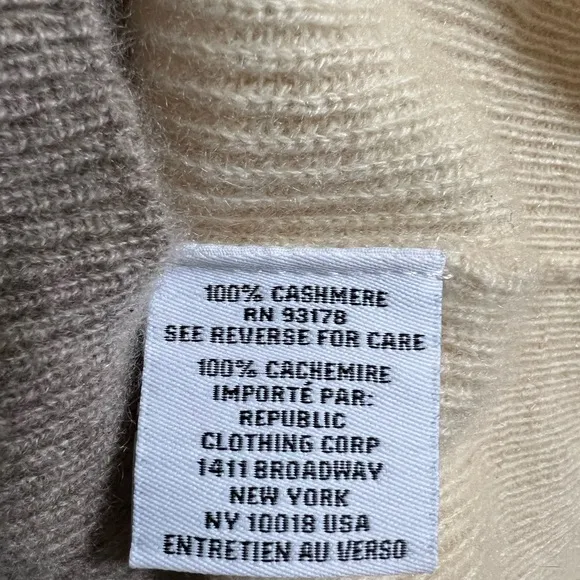 100% CASHMERE
RN 93178
SEE REVERSE FOR CARE
100% CACHEMIRE
IMPORTÉ PAR:
REPUBLIC
CLOTHING CORP
1411 BROADWAY
NEW YORK
NY 10018 USA
ENTRETIEN AU VERSO